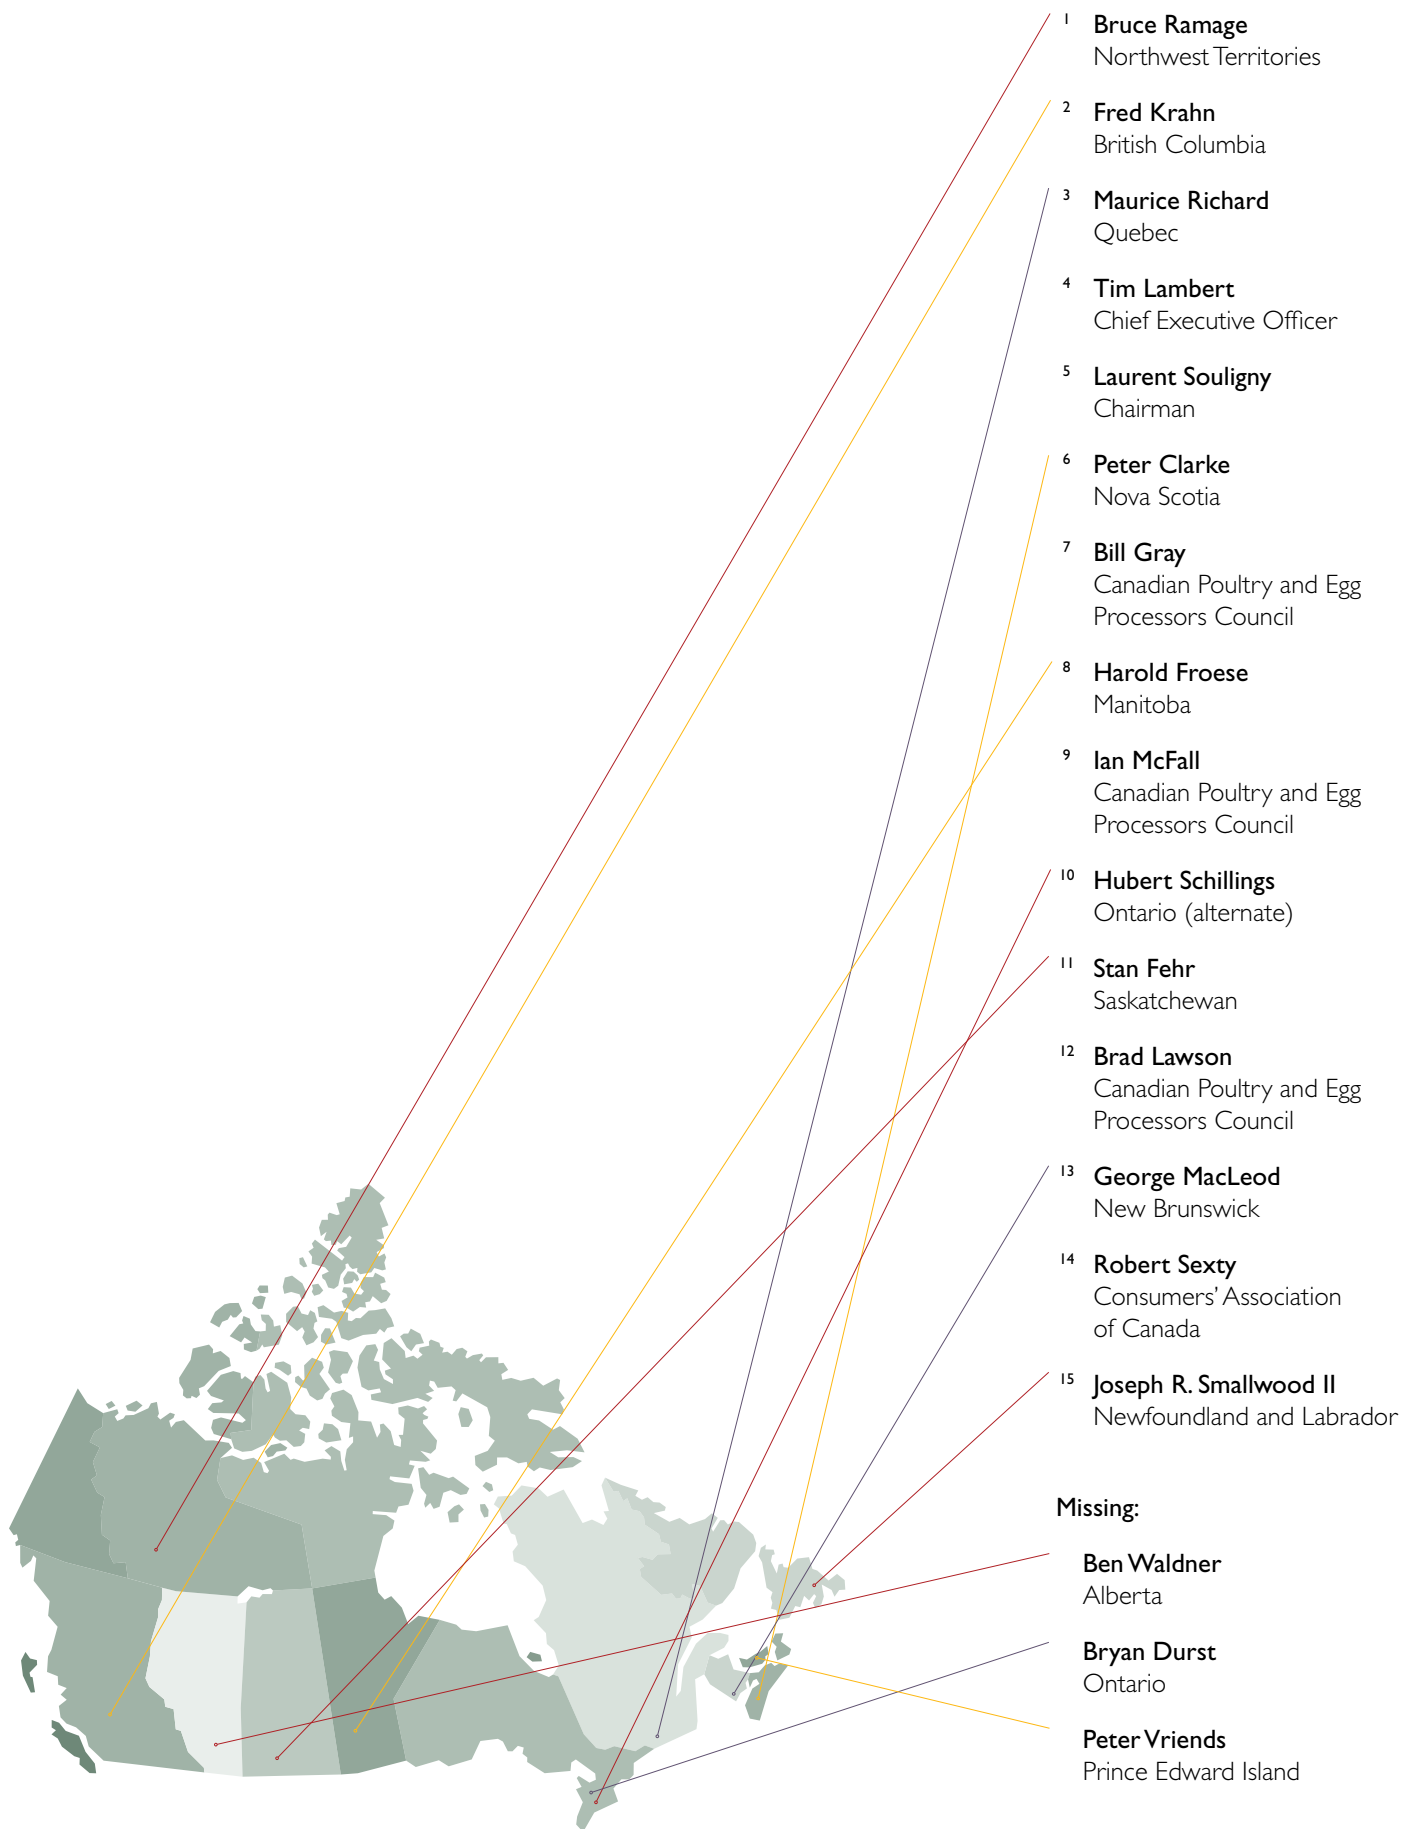 1 Bruce Ramage
Northwest Territories
2 Fred Krahn
British Columbia
3 Maurice Richard
Quebec
4 Tim Lambert
Chief Executive Officer
5 Laurent Souligny
Chairman
6 Peter Clarke
Nova Scotia
7 Bill Gray
Canadian Poultry and Egg
Processors Council
8 Harold Froese
Manitoba
9 Ian McFall
Canadian Poultry and Egg
Processors Council
10 Hubert Schillings
Ontario (alternate)
11 Stan Fehr
Saskatchewan
12 Brad Lawson
Canadian Poultry and Egg
Processors Council
13 George MacLeod
New Brunswick
14 Robert Sexty
Consumers' Association
of Canada
15 Joseph R. Smallwood II
Newfoundland and Labrador
Missing:
Ben Waldner
Alberta
Bryan Durst
Ontario
Peter Vriends
Prince Edward Island